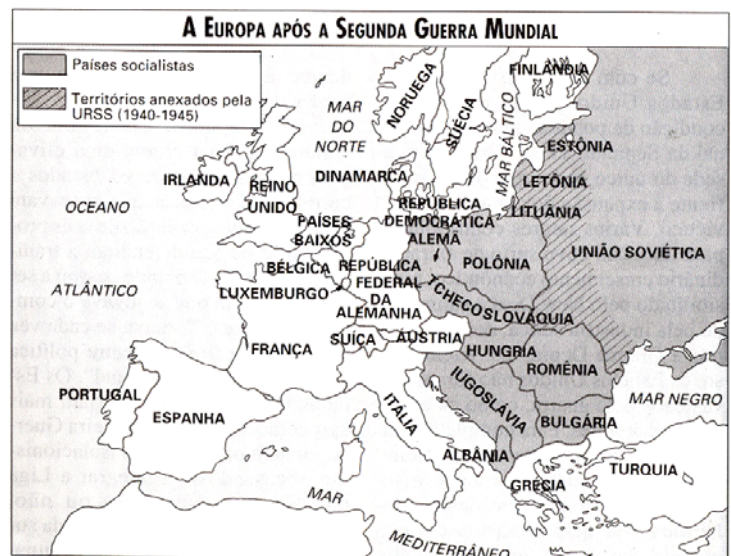 A EUROPA APÓS A SEGUNDA GUERRA MUNDIAL
Países socialistas
Territórios anexados pela
URSS (1940-1945)
FINLÂNDIA
NORUEGA
SUÉCIA
MAR
DO
NORTE
MAR BÁLTICO
ESTÔNIA
LETÔNIA
LITUÂNIA
IRLANDA
REINO
UNIDO
DINAMARCA
OCEANO
ATLÂNTICO
PAÍSES
BAIXOS
REPÚBLICA
DEMOCRÁTICA
ALEMÃ
POLÔNIA
UNIÃO SOVIÉTICA
BÉLGICA
LUXEMBURGO
REPÚBLICA
FEDERAL
DA
ALEMANHA
TCHECOSLOVÁQUIA
FRANÇA
SUÍÇA
ÁUSTRIA
HUNGRIA
ROMÊNIA
IUGOSLÁVIA
BULGÁRIA
MAR NEGRO
PORTUGAL
ESPANHA
ITÁLIA
ALBÂNIA
GRÉCIA
TURQUIA
MAR
MEDITERRÂNEO